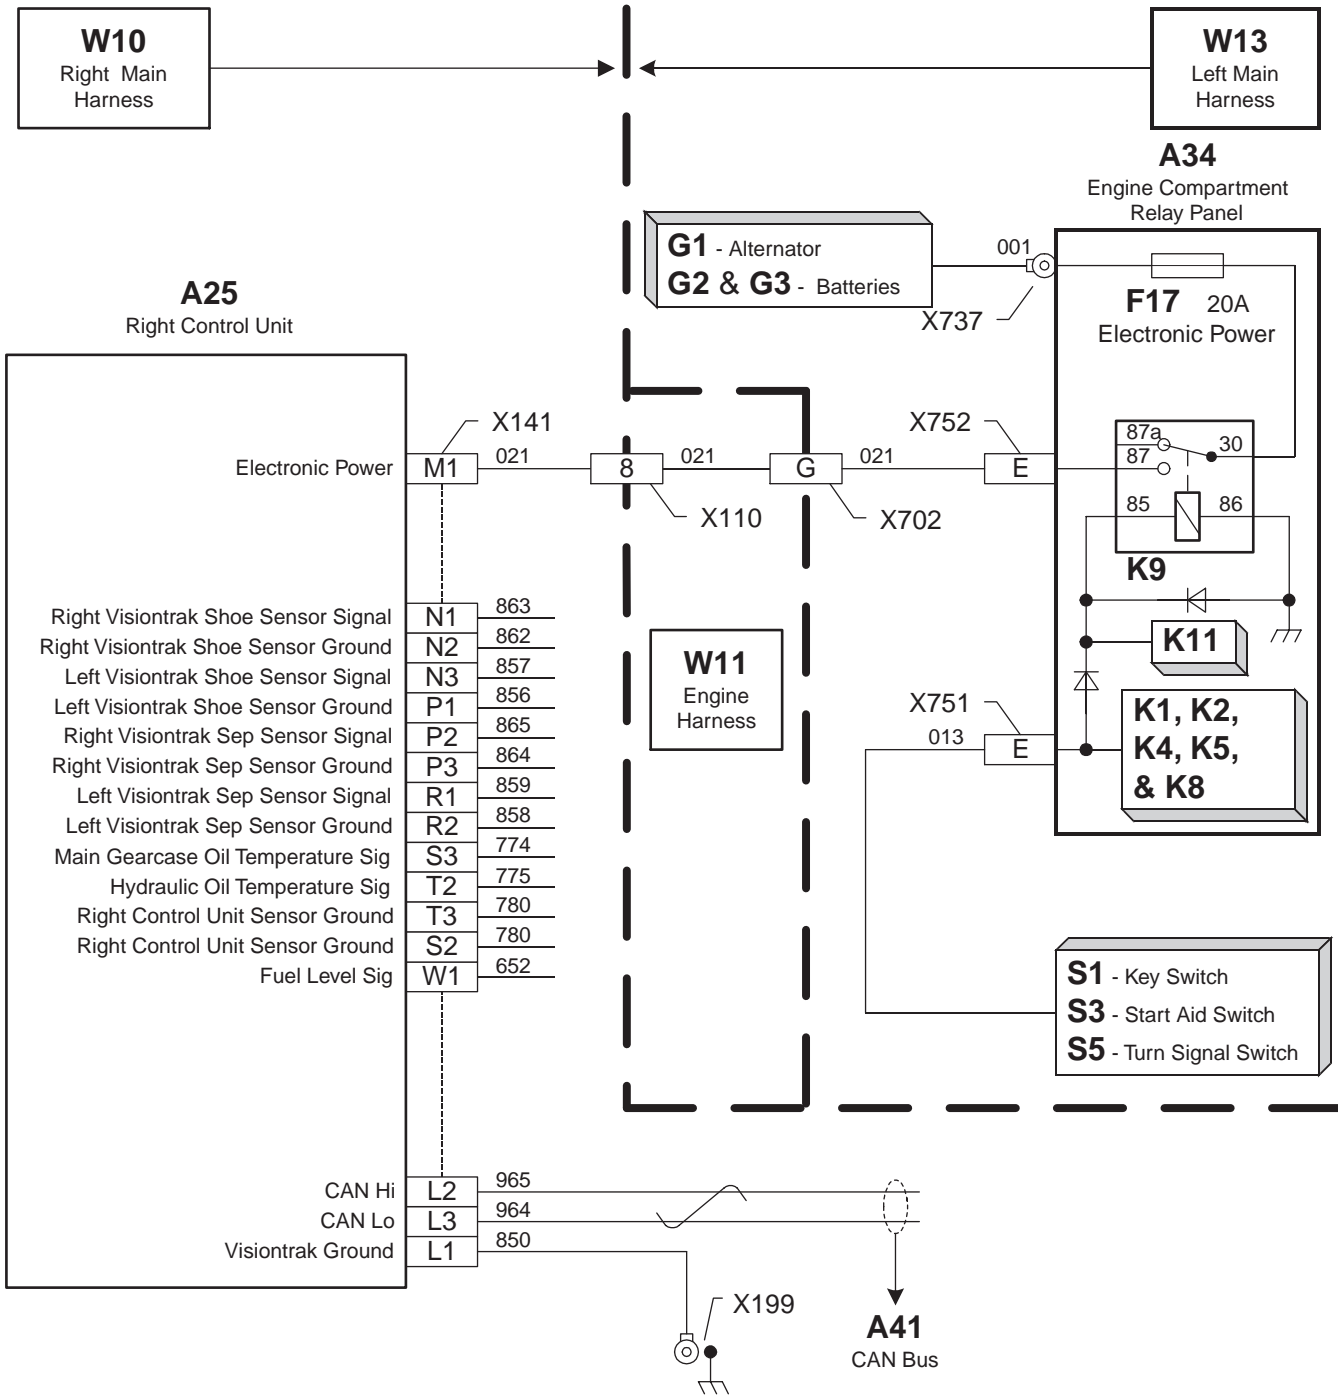 W10
Right Main
Harness
W13
Left Main
Harness
A34
Engine Compartment
Relay Panel
G1 - Alternator
G2 & G3 - Batteries
001
X737
F17 20A
Electronic Power
A25
Right Control Unit
X141
X752
87a
87
30
Electronic Power
M1
021
8
021
G
021
E
X110
X702
85
86
K9
K11
W11
Engine
Harness
X751
013
E
K1, K2,
K4, K5,
& K8
Right Visiontrak Shoe Sensor Signal N1 863
Right Visiontrak Shoe Sensor Ground N2 862
Left Visiontrak Shoe Sensor Signal N3 857
Left Visiontrak Shoe Sensor Ground P1 856
Right Visiontrak Sep Sensor Signal P2 865
Right Visiontrak Sep Sensor Ground P3 864
Left Visiontrak Sep Sensor Signal R1 859
Left Visiontrak Sep Sensor Ground R2 858
Main Gearcase Oil Temperature Sig S3 774
Hydraulic Oil Temperature Sig T2 775
Right Control Unit Sensor Ground T3 780
Right Control Unit Sensor Ground S2 780
Fuel Level Sig W1 652
S1 - Key Switch
S3 - Start Aid Switch
S5 - Turn Signal Switch
CAN Hi L2 965
CAN Lo L3 964
Visiontrak Ground L1 850
X199
A41
CAN Bus